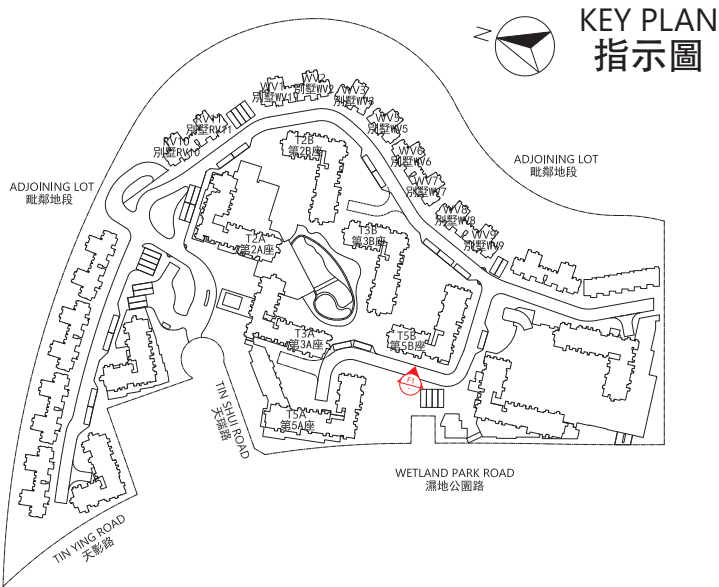 KEY PLAN
指示圖
N
WV1
別墅WV1
WV2
別墅WV2
WV3
別墅WV3
RV11
別墅RV11
WV5
別墅WV5
RV10
別墅RV10
T2B
第2B座
WV6
別墅WV6
ADJOINING LOT
毗鄰地段
WV7
別墅WV7
ADJOINING LOT
毗鄰地段
WV8
別墅WV8
T2A
第2A座
T3B
第3B座
WV9
別墅WV9
T3A
第3A座
T5B
第5B座
F1
TIN SHUI ROAD
天瑞路
T5A
第5A座
WETLAND PARK ROAD
濕地公園路
TIN YING ROAD
天影路